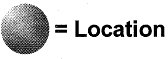 = Location